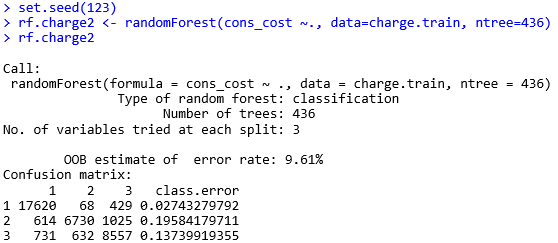 > set.seed(123)
> rf.charge2 <- randomForest(cons_cost ~., data=charge.train, ntree=436)
> rf.charge2
Call:
randomForest(formula = cons_cost ~ ., data = charge.train, ntree = 436)
Type of random forest: classification
Number of trees: 436
No. of variables tried at each split: 3
OOB estimate of  error rate: 9.61%
Confusion matrix:
1 2 3 class.error
1 17620 68 429 0.02743279792
2 614 6730 1025 0.19584179711
3 731 632 8557 0.13739919355